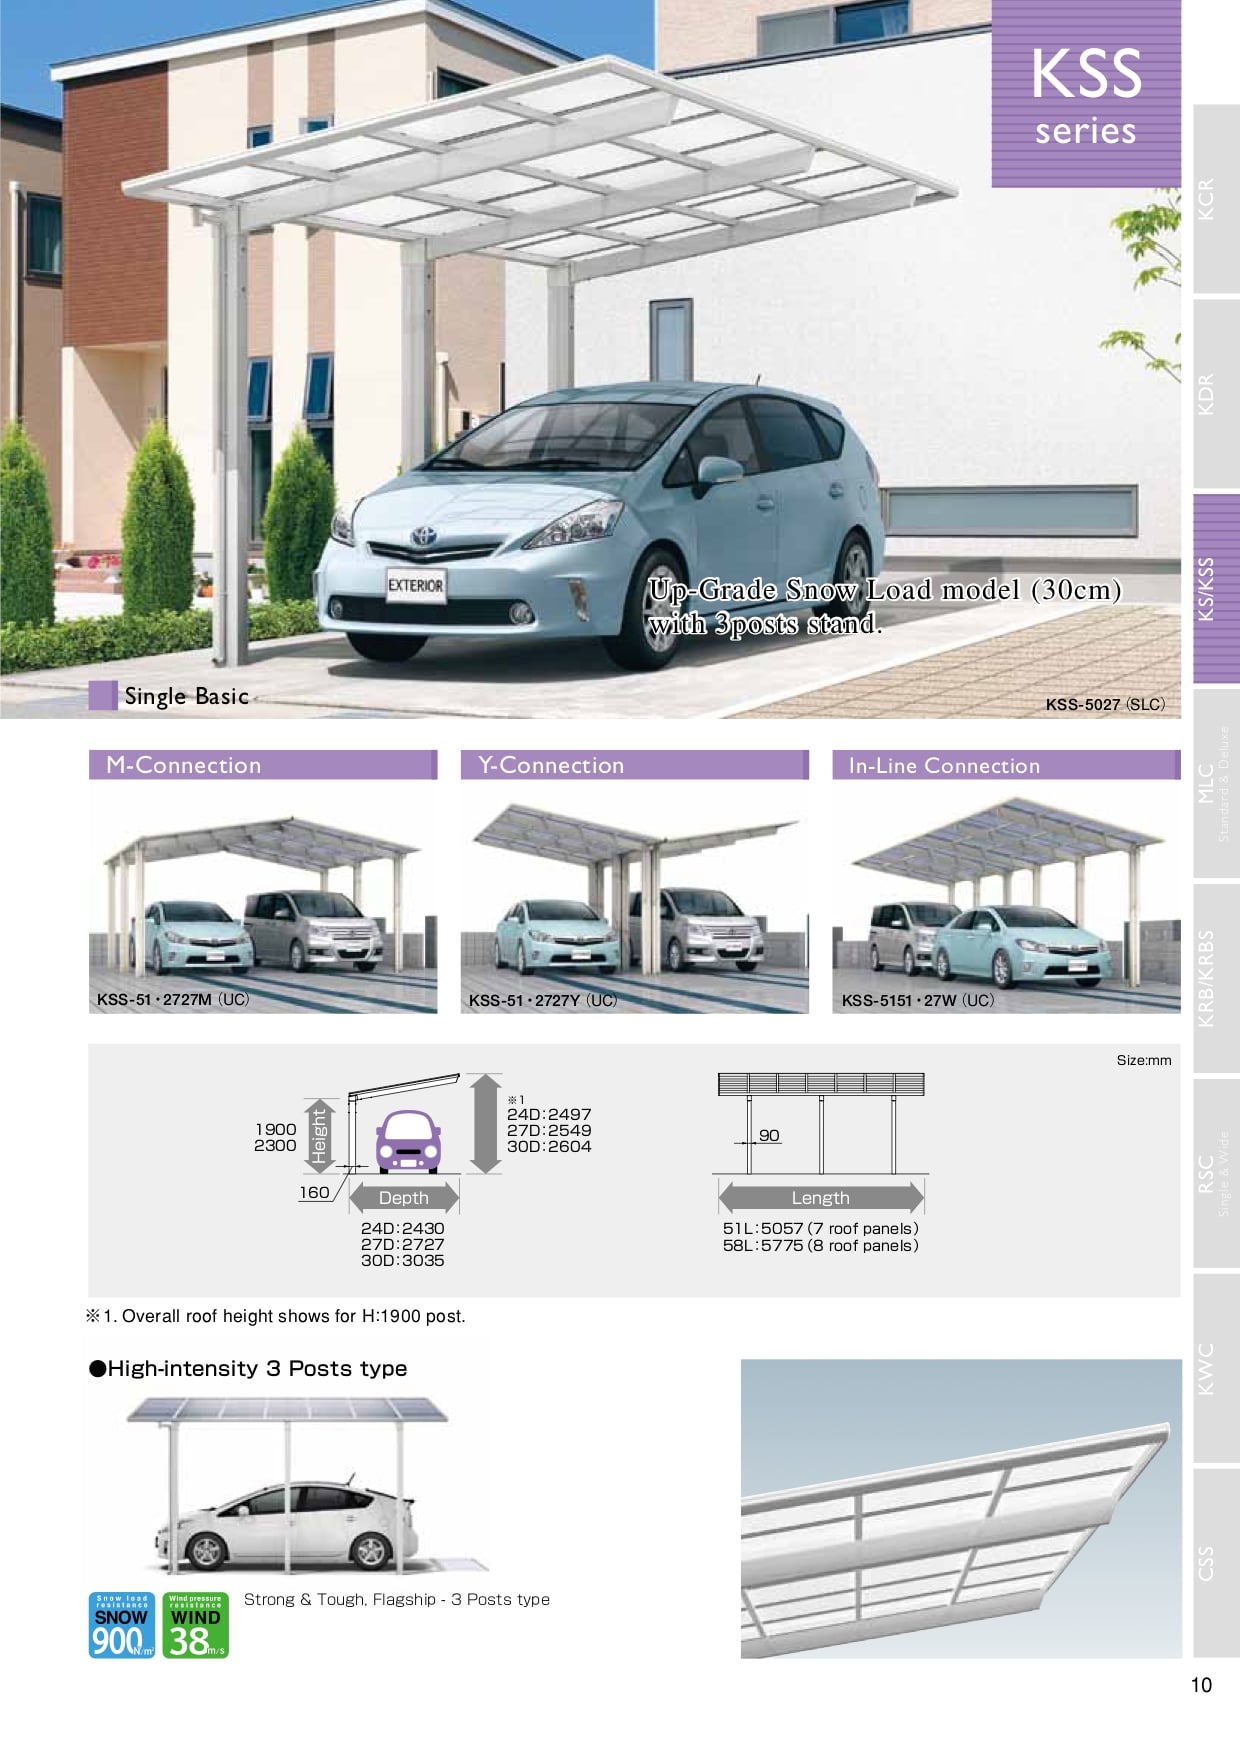 KSS
series
KCR
KDR
KS/KSS
MLC
Standard & Deluxe
KRB/KRBS
RSC
Single & Wide
KWC
CSS
EXTERIOR
Up-Grade Snow Load model (30cm)
with 3posts stand.
Single Basic
KSS-5027 (SLC)
M-Connection
Y-Connection
In-Line Connection
KSS-51・2727M (UC)
KSS-51・2727Y (UC)
KSS-5151・27W (UC)
Size:mm
1900
2300
Height
※1
24D:2497
27D:2549
30D:2604
160
Depth
24D:2430
27D:2727
30D:3035
90
Length
51L:5057 (7 roof panels)
58L:5775 (8 roof panels)
※1. Overall roof height shows for H:1900 post.
●High-intensity 3 Posts type
Snow load
resistance
SNOW
900 N/m²
Wind pressure
resistance
WIND
38 m/s
Strong & Tough, Flagship - 3 Posts type
10